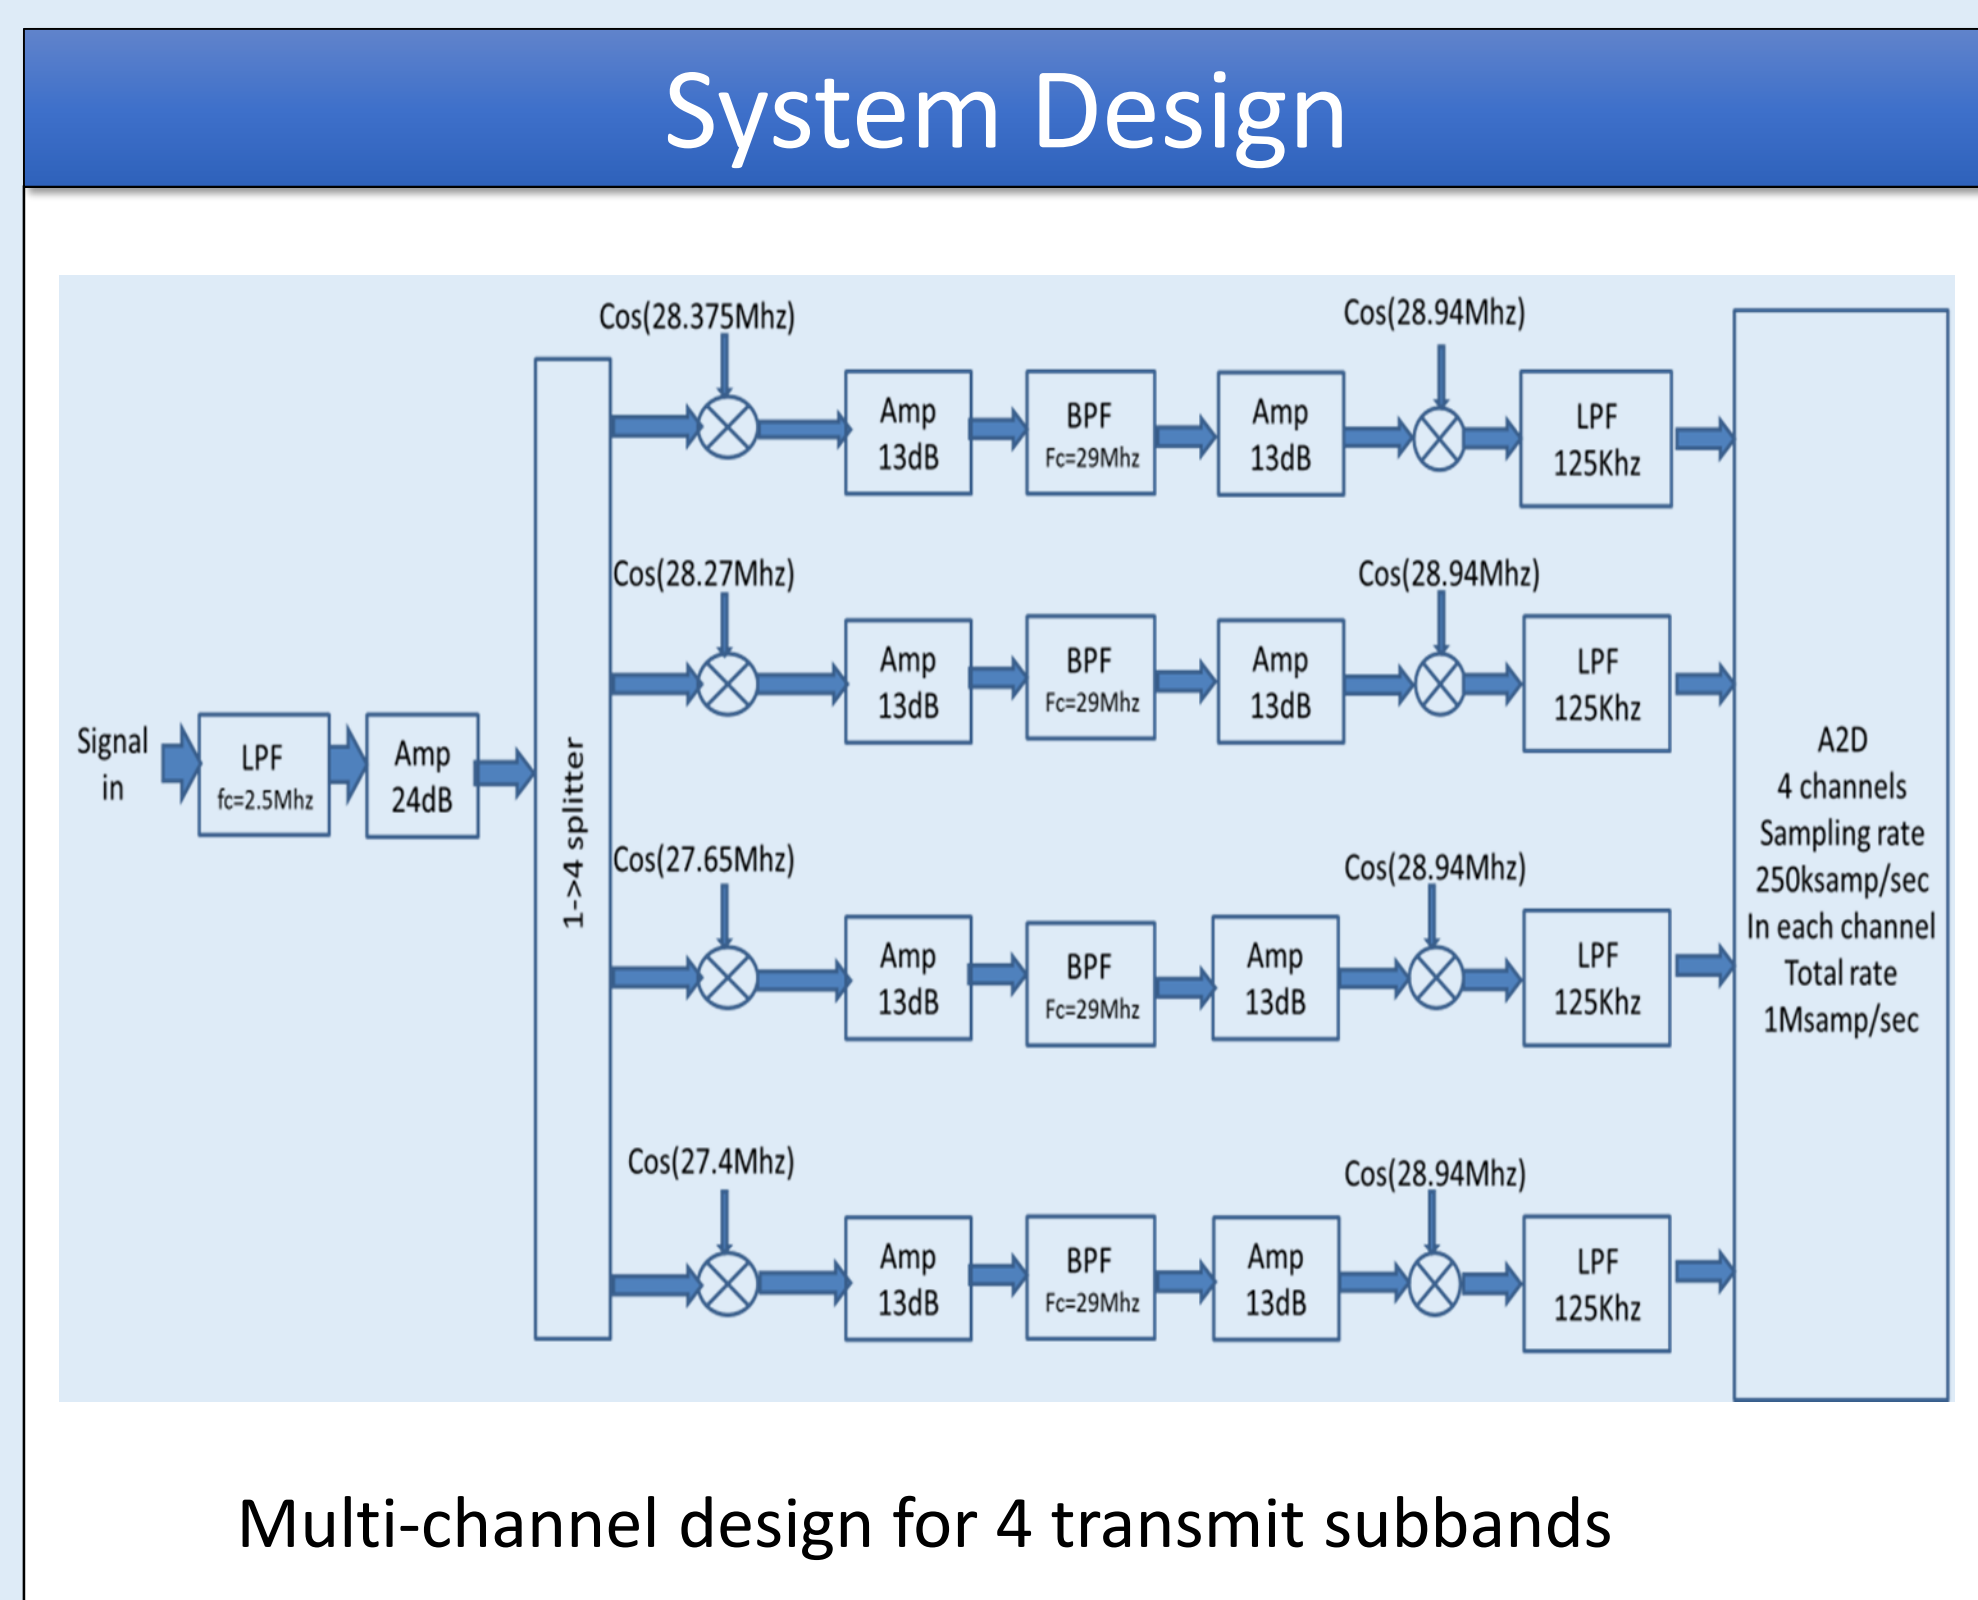 System Design
Signal
in
LPF
fc=2.5Mhz
Amp
24dB
1->4 splitter
Cos(28.375Mhz)
Amp
13dB
BPF
Fc=29Mhz
Amp
13dB
Cos(28.94Mhz)
LPF
125Khz
Cos(28.27Mhz)
Amp
13dB
BPF
Fc=29Mhz
Amp
13dB
Cos(28.94Mhz)
LPF
125Khz
Cos(27.65Mhz)
Amp
13dB
BPF
Fc=29Mhz
Amp
13dB
Cos(28.94Mhz)
LPF
125Khz
Cos(27.4Mhz)
Amp
13dB
BPF
Fc=29Mhz
Amp
13dB
Cos(28.94Mhz)
LPF
125Khz
A2D
4 channels
Sampling rate
250ksamp/sec
In each channel
Total rate
1Msamp/sec
Multi-channel design for 4 transmit subbands